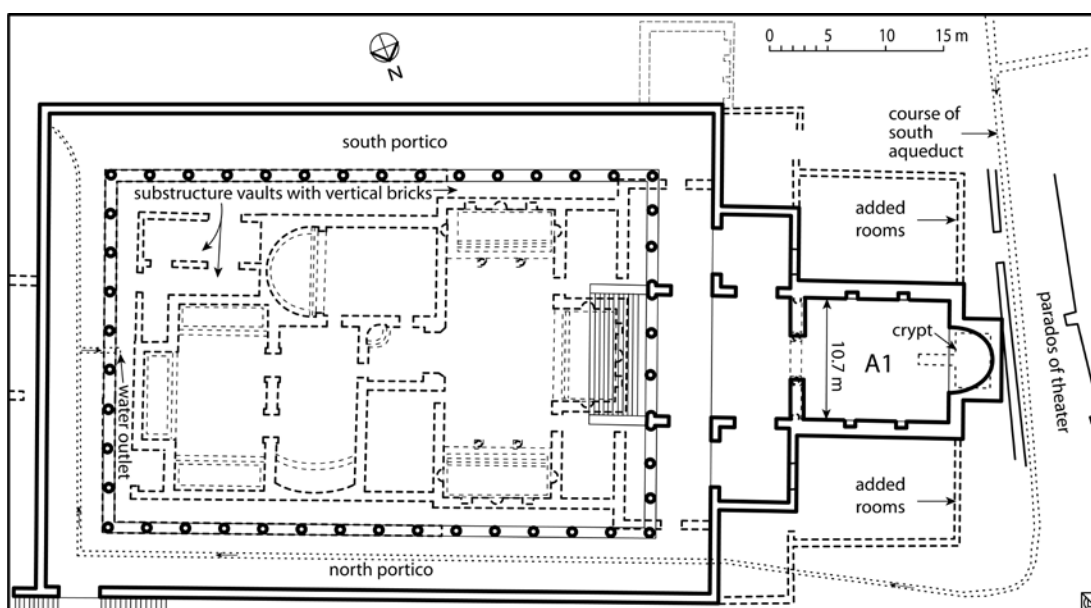 N
0 5 10 15 m
south portico
course of
south
aqueduct
substructure vaults with vertical bricks
added
rooms
parados of theater
crypt
10.7 m
A1
water outlet
added
rooms
north portico